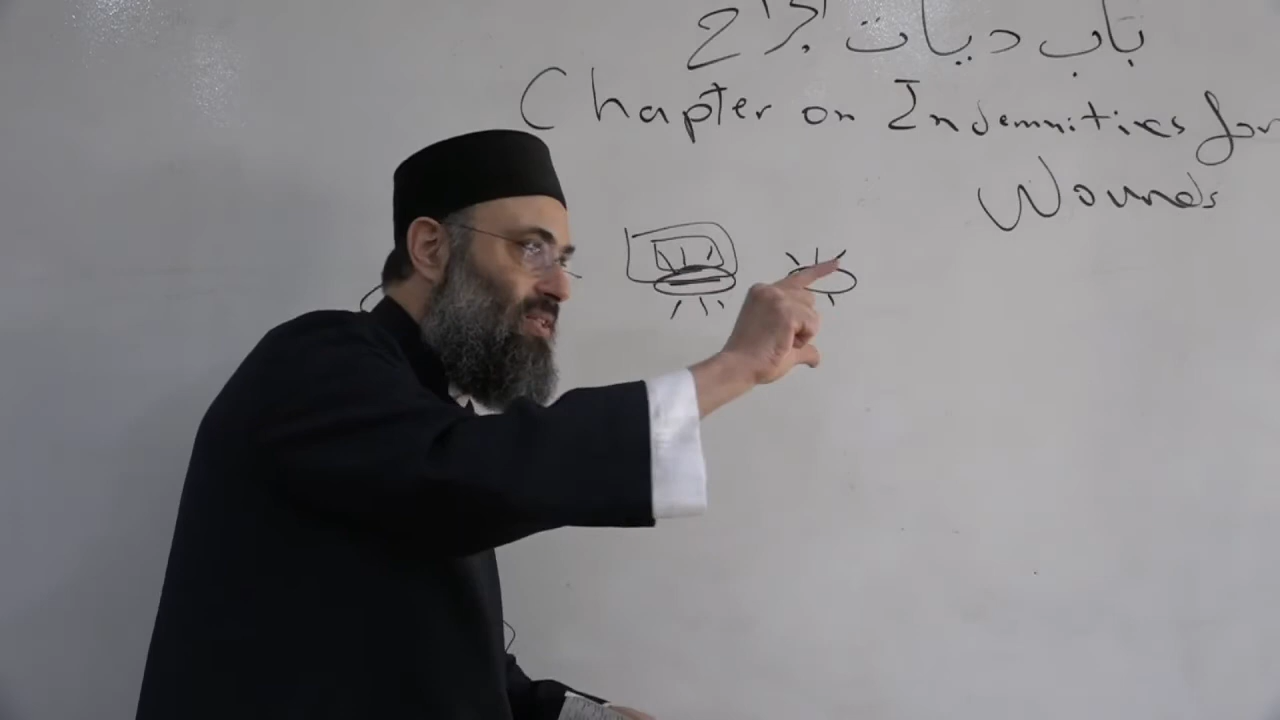 باب ديات الجراح
Chapter on Indemnities for
Wounds